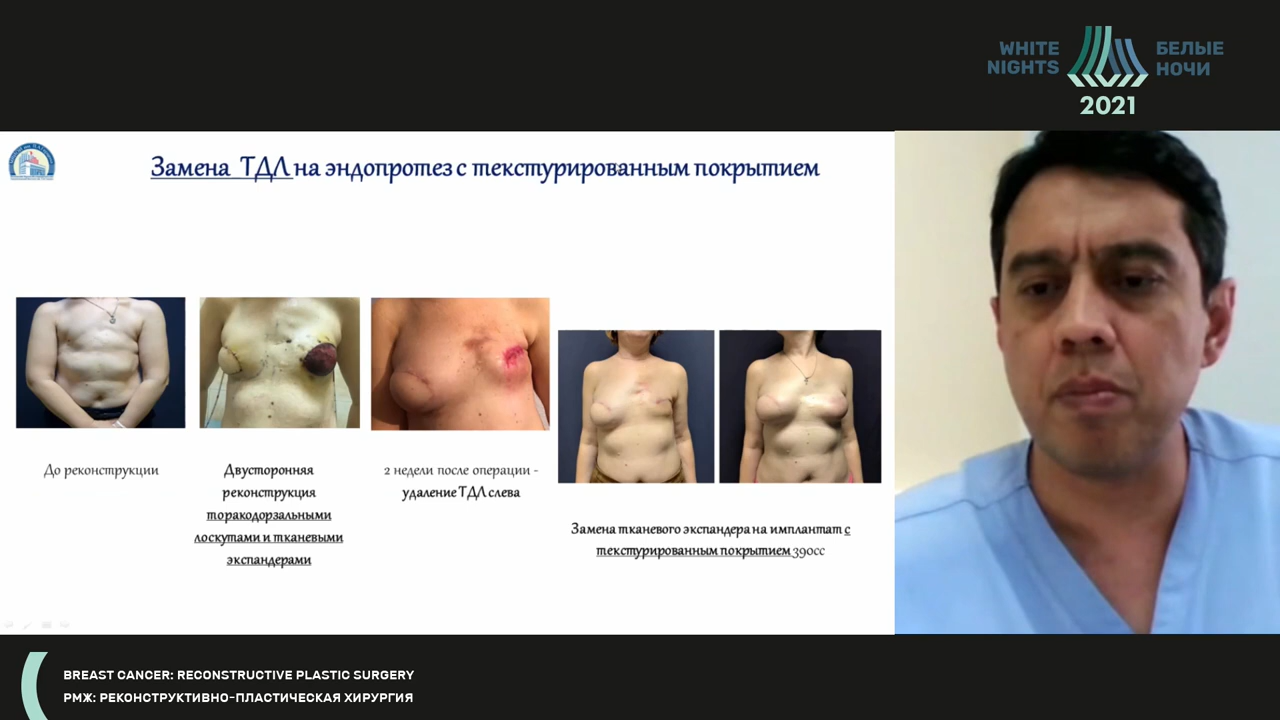 WHITE NIGHTS
БЕЛЫЕ НОЧИ
2021
Замена ТДЛ на эндопротез с текстурированным покрытием
До реконструкции
Двусторонняя
реконструкция
торакодорзальными
лоскутами и тканевыми
экспандерами
2 недели после операции -
удаление ТДЛ слева
Замена тканевого экспандера на имплантат с
текстурированным покрытием 390cc
BREAST CANCER: RECONSTRUCTIVE PLASTIC SURGERY
РМЖ: РЕКОНСТРУКТИВНО-ПЛАСТИЧЕСКАЯ ХИРУРГИЯ